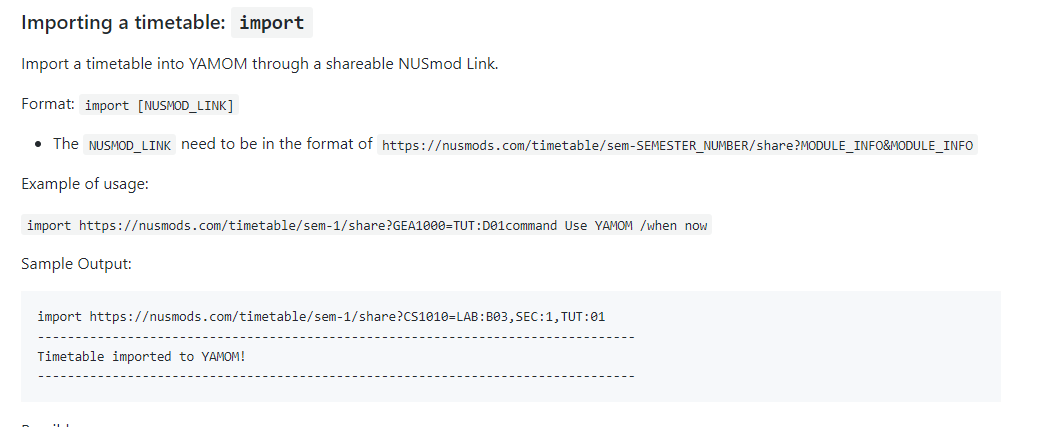 Importing a timetable: import
Import a timetable into YAMOM through a shareable NUSmod Link.
Format: import [NUSMOD_LINK]
• The NUSMOD_LINK need to be in the format of https://nusmods.com/timetable/sem-SEMESTER_NUMBER/share?MODULE_INFO&MODULE_INFO
Example of usage:
import https://nusmods.com/timetable/sem-1/share?GEA1000=TUT:D01command Use YAMOM /when now
Sample Output:
import https://nusmods.com/timetable/sem-1/share?CS1010=LAB:B03,SEC:1,TUT:01
--------------------------------------------------------------------------------
Timetable imported to YAMOM!
--------------------------------------------------------------------------------